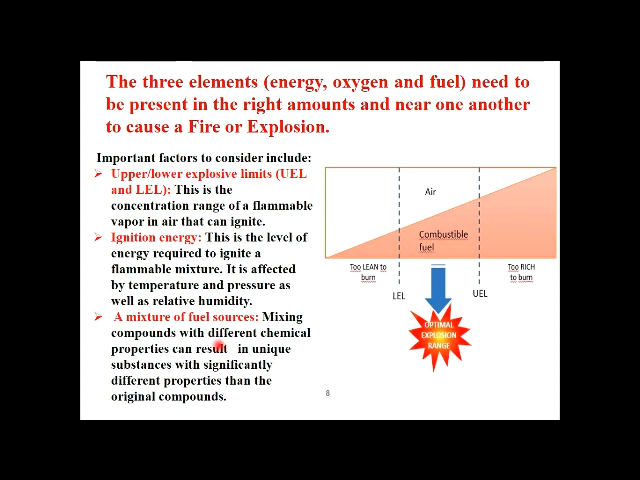 The three elements (energy, oxygen and fuel) need to
be present in the right amounts and near one another
to cause a Fire or Explosion.
Important factors to consider include:
➢ Upper/lower explosive limits (UEL
and LEL): This is the
concentration range of a flammable
vapor in air that can ignite.
➢ Ignition energy: This is the level of
energy required to ignite a
flammable mixture. It is affected
by temperature and pressure as
well as relative humidity.
➢ A mixture of fuel sources: Mixing
compounds with different chemical
properties can result in unique
substances with significantly
different properties than the
original compounds.
Air
Combustible
fuel
Too LEAN to
burn
Too RICH
to burn
LEL
UEL
OPTIMAL
EXPLOSION
RANGE
8